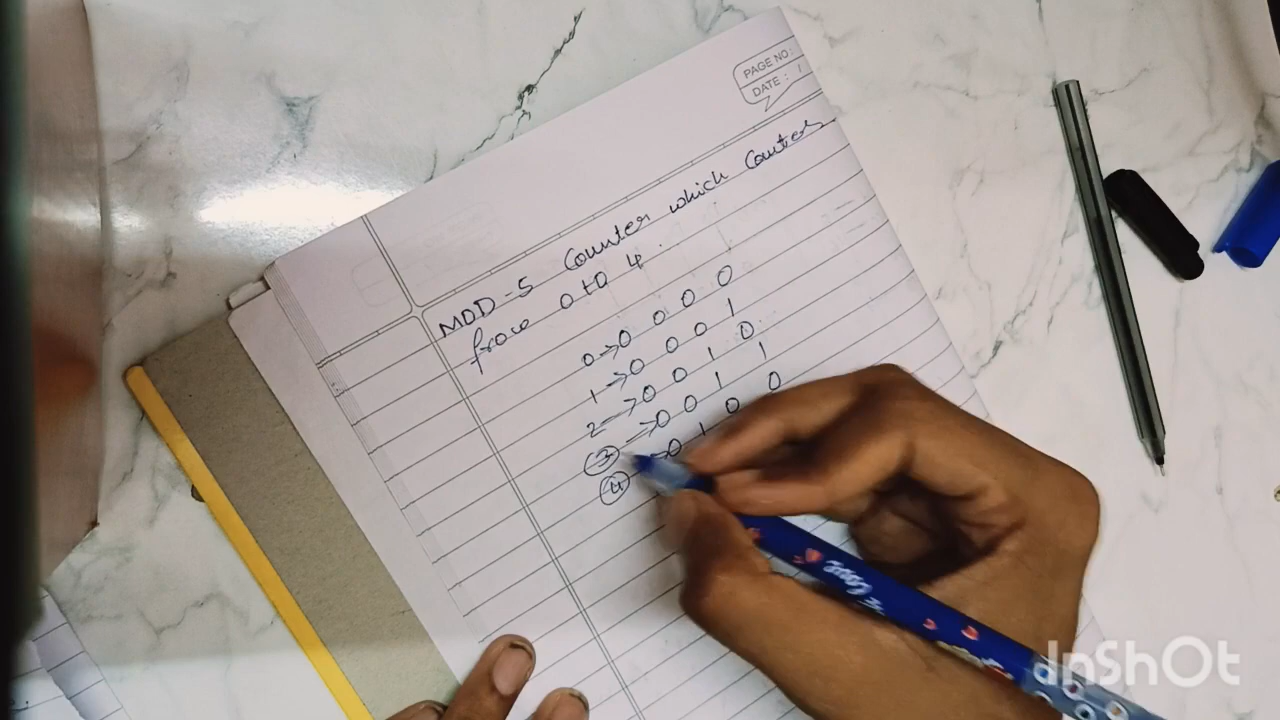 PAGE NO:
DATE:
MOD-5 Counter which Counters
from 0 to 4.
0→0 0 0 0
1→0 0 0 1
2→0 0 1 0
3→0 0 1 1
4→0 1 0 0
InShOt